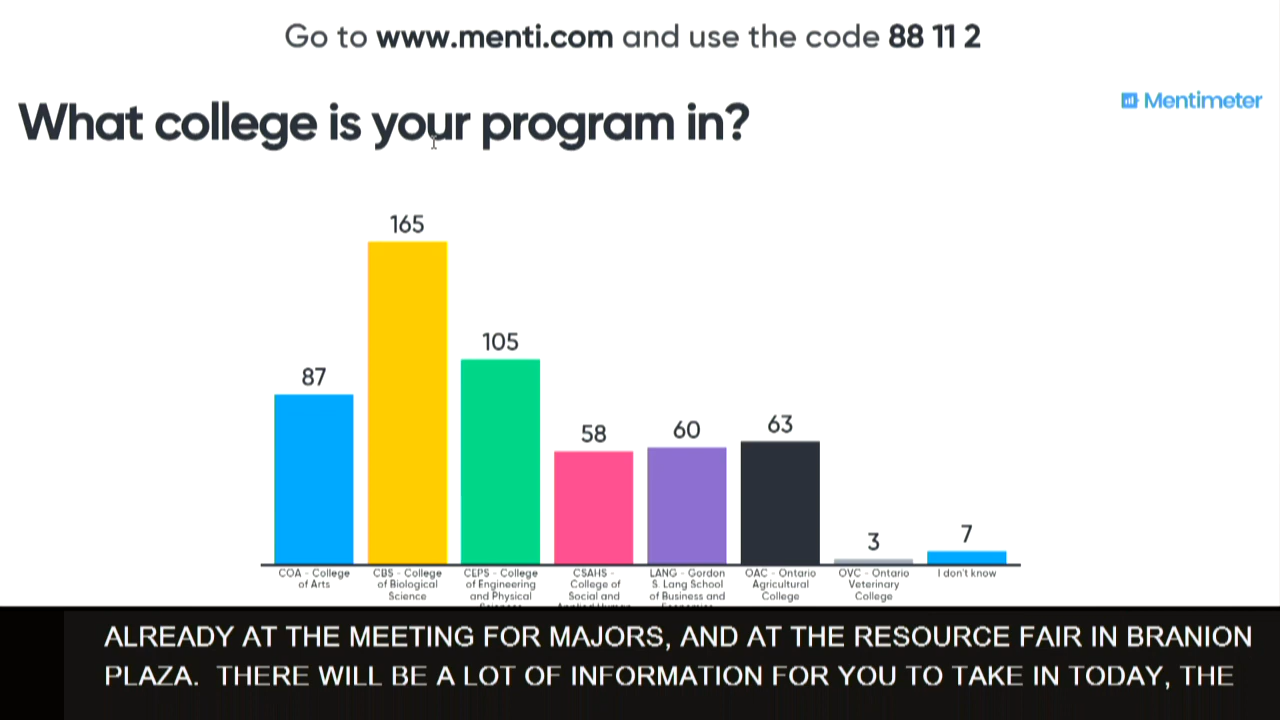 Go to www.menti.com and use the code 88 11 2
Mentimeter
What college is your program in?
165
105
87
58
60
63
3
7
COA - College
of Arts
CBS - College
of Biological
Science
CEPS - College
of Engineering
and Physical
CSAHS -
College of
Social and
LANG - Gordon
S. Lang School
of Business and
OAC - Ontario
Agricultural
College
OVC - Ontario
Veterinary
College
I don't know
ALREADY AT THE MEETING FOR MAJORS, AND AT THE RESOURCE FAIR IN BRANION
PLAZA. THERE WILL BE A LOT OF INFORMATION FOR YOU TO TAKE IN TODAY, THE